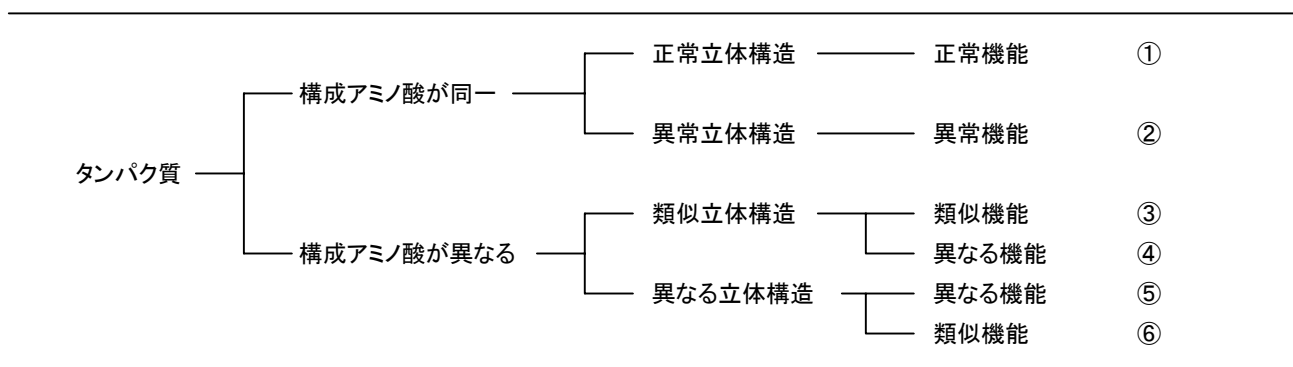 正常立体構造 正常機能 ①
構成アミノ酸が同一
異常立体構造 異常機能 ②
タンパク質
類似立体構造 類似機能 ③
構成アミノ酸が異なる 異なる機能 ④
異なる立体構造 異なる機能 ⑤
類似機能 ⑥